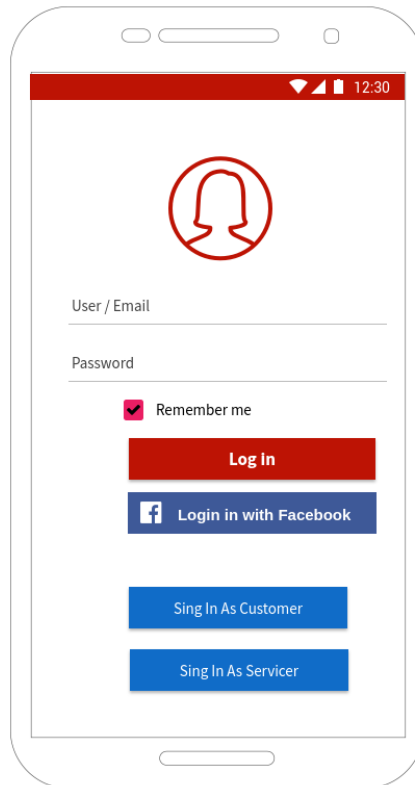 12:30
User / Email
Password
Remember me
Log in
Login in with Facebook
Sing In As Customer
Sing In As Servicer